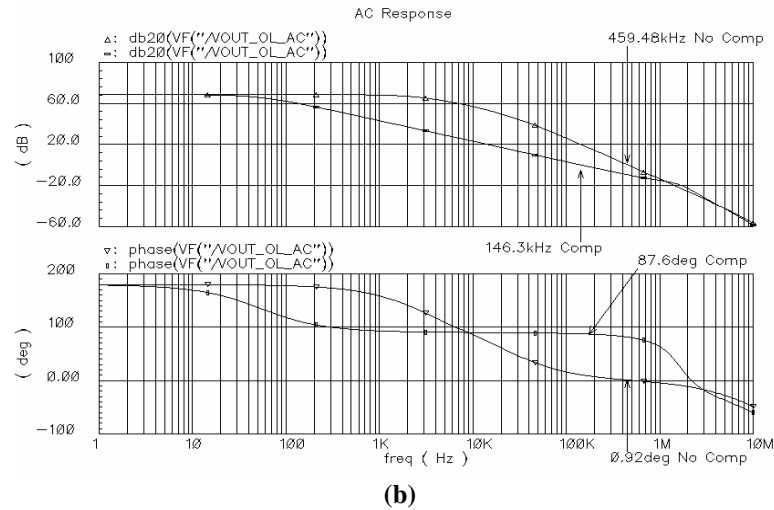 AC Response
△: db20(VF("/VOUT_OL_AC"))
459.48kHz No Comp
=: db20(VF("/VOUT_OL_AC"))
100
60.0
20.0
-20.0
-60.0
( dB )
146.3kHz Comp
▽: phase(VF("/VOUT_OL_AC"))
87.6deg Comp
▯: phase(VF("/VOUT_OL_AC"))
200
100
0.00
-100
( deg )
1 10 100 1K 10K 100K 1M 10M
freq ( Hz )
0.92deg No Comp
(b)